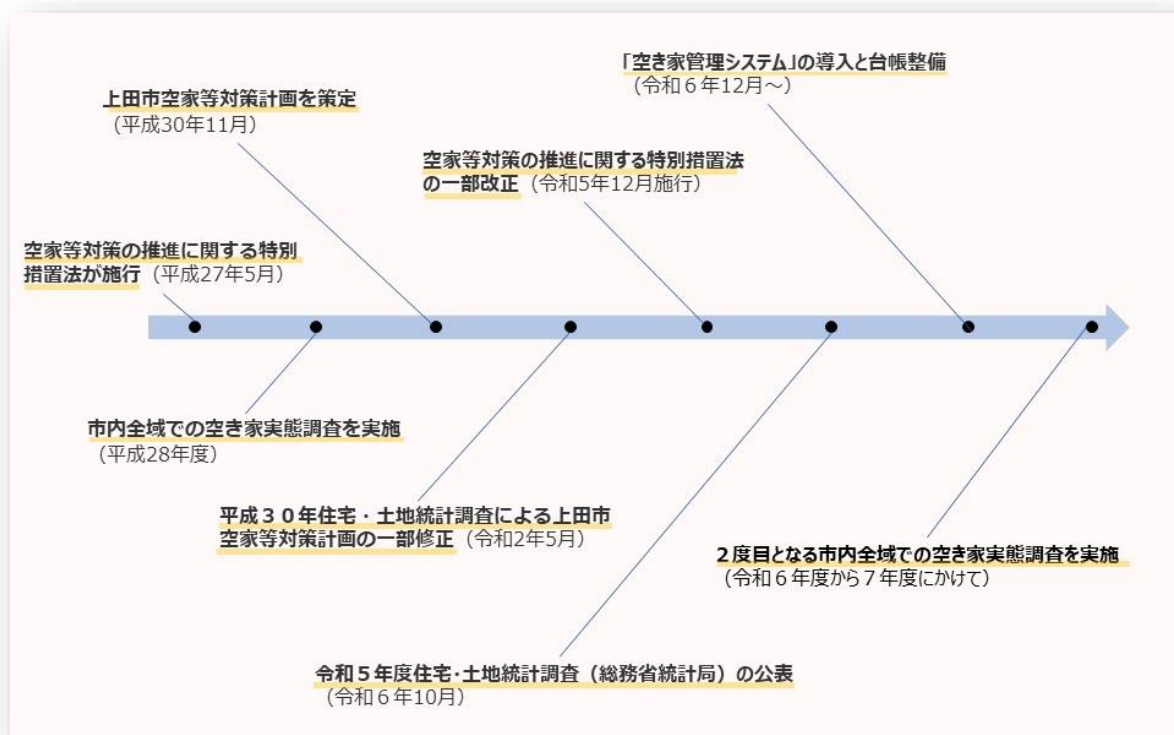 「空き家管理システム」の導入と台帳整備
（令和６年12月～）
上田市空家等対策計画を策定
（平成30年11月）
空家等対策の推進に関する特別措置法
の一部改正（令和5年12月施行）
空家等対策の推進に関する特別
措置法が施行（平成27年5月）
市内全域での空き家実態調査を実施
（平成28年度）
平成３０年住宅・土地統計調査による上田市
空家等対策計画の一部修正（令和2年5月）
２度目となる市内全域での空き家実態調査を実施
（令和６年度から７年度にかけて）
令和５年度住宅･土地統計調査（総務省統計局）の公表
（令和６年10月）